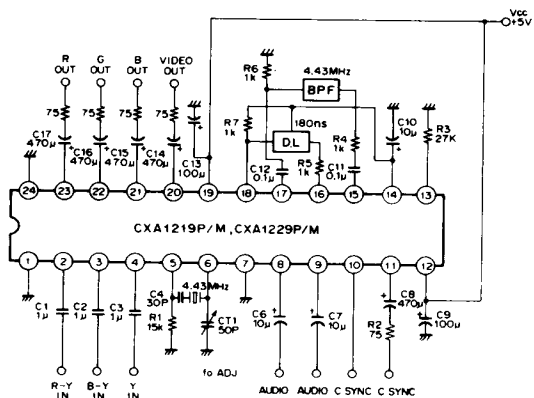 Vcc
+5V
R OUT
G OUT
B OUT
VIDEO OUT
75
75
75
75
C17 470μ
C16 470μ
C15 470μ
C14 470μ
C13 100μ
R6 1k
4.43MHz
BPF
R7 1k
180ns
D.L
R4 1k
R5 1k
C12 0.1μ
C11 0.1μ
C10 10μ
R3 27K
24
23
22
21
20
19
18
17
16
15
14
13
CXA1219P/M, CXA1229P/M
1
2
3
4
5
6
7
8
9
10
11
12
C1 1μ
C2 1μ
C3 1μ
C4 30P
4.43MHz
R1 15k
CT1 50P
fo ADJ
C6 10μ
C7 10μ
C8 470μ
R2 75
C9 100μ
R-Y IN
B-Y IN
Y IN
AUDIO
AUDIO
C SYNC
C SYNC